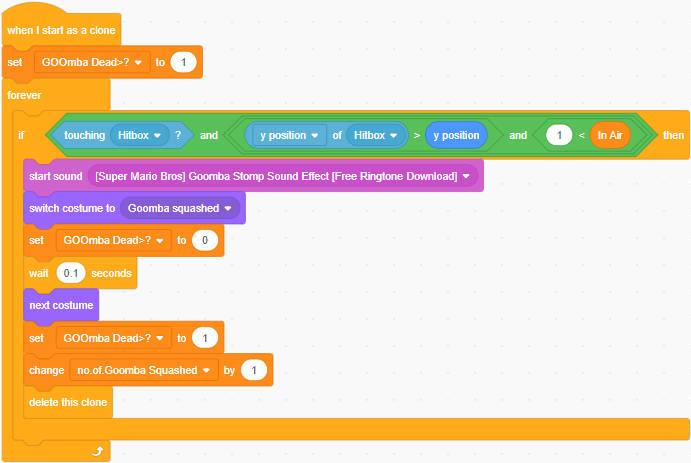 when I start as a clone
set GOOmba Dead>? to 1
forever
if touching Hitbox ? and y position of Hitbox > y position and 1 < In Air then
start sound [Super Mario Bros] Goomba Stomp Sound Effect [Free Ringtone Download]
switch costume to Goomba squashed
set GOOmba Dead>? to 0
wait 0.1 seconds
next costume
set GOOmba Dead>? to 1
change no.of.Goomba Squashed by 1
delete this clone